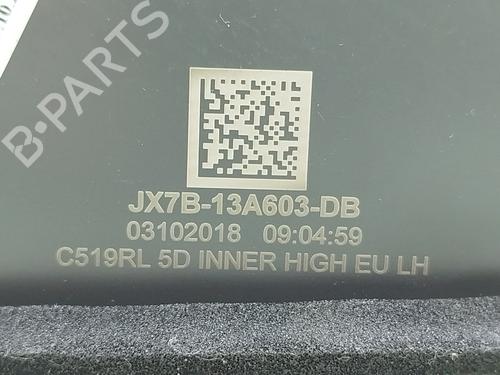 B-PARTS
JX7B-13A603-DB
03102018 09:04:59
C519RL 5D INNER HIGH EU LH